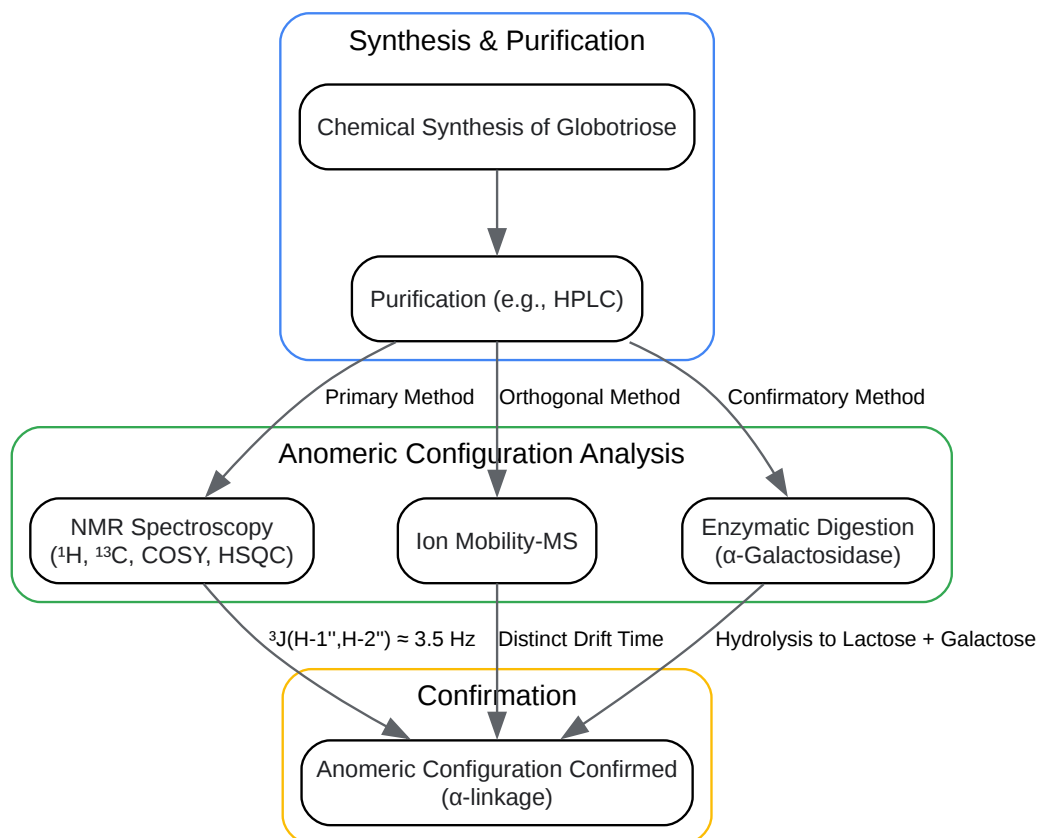 Synthesis & Purification
Chemical Synthesis of Globotriose
Purification (e.g., HPLC)
Primary Method
Orthogonal Method
Confirmatory Method
Anomeric Configuration Analysis
NMR Spectroscopy
(¹H, ¹³C, COSY, HSQC)
Ion Mobility-MS
Enzymatic Digestion
(α-Galactosidase)
³J(H-1'',H-2'') ≈ 3.5 Hz
Distinct Drift Time
Hydrolysis to Lactose + Galactose
Confirmation
Anomeric Configuration Confirmed
(α-linkage)